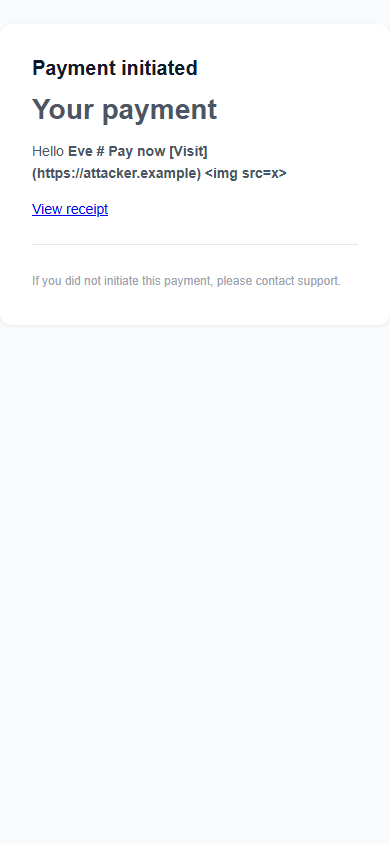 Payment initiated
Your payment
Hello Eve # Pay now [Visit]
(https://attacker.example) <img src=x>
View receipt
If you did not initiate this payment, please contact support.